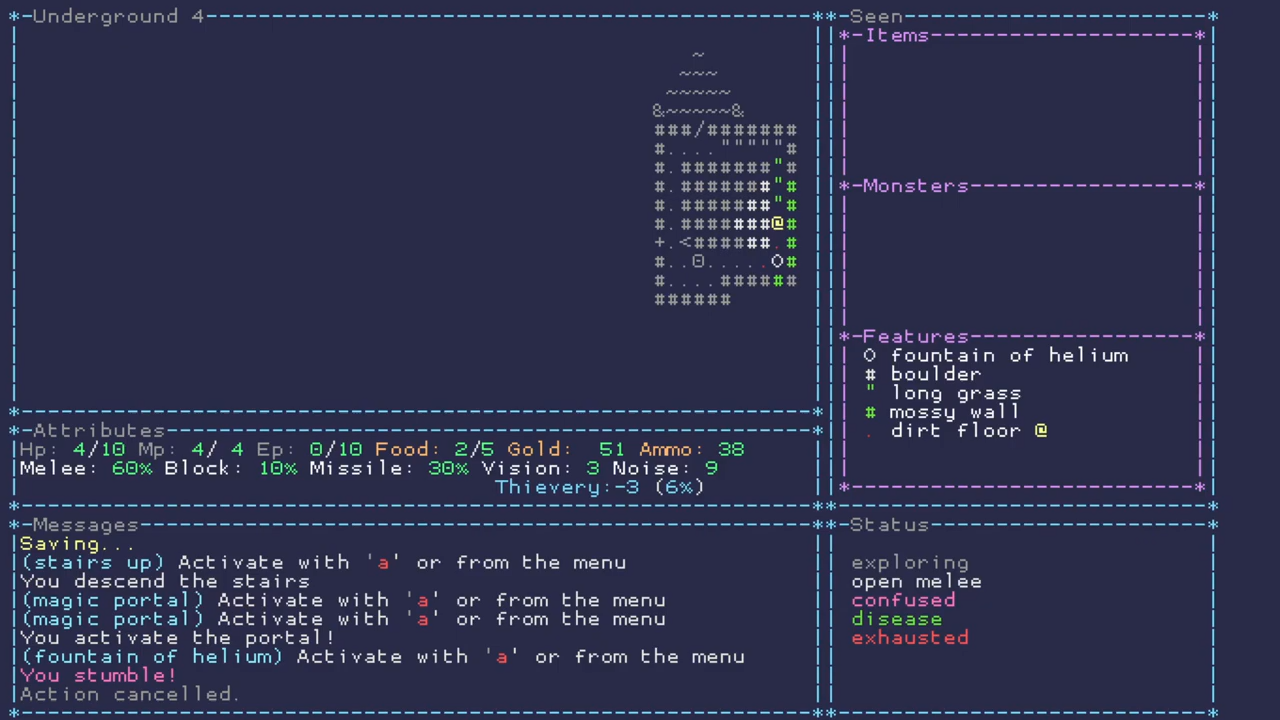 Underground 4
Seen
Items
~
~~~
~~~~~
&~~~~~&
###/#######
#...."""""#
#.#######"#
#.#######"#
#.#######"#
#.#######@#
+.<######.#
#..0.....O#
#....######
######
Monsters
Features
O fountain of helium
# boulder
" long grass
# mossy wall
. dirt floor @
Attributes
Hp: 4/10 Mp: 4/ 4 Ep: 0/10 Food: 2/5 Gold: 51 Ammo: 38
Melee: 60% Block: 10% Missile: 30% Vision: 3 Noise: 9
Thievery:-3 (6%)
Messages
Saving...
(stairs up) Activate with 'a' or from the menu
You descend the stairs
(magic portal) Activate with 'a' or from the menu
(magic portal) Activate with 'a' or from the menu
You activate the portal!
(fountain of helium) Activate with 'a' or from the menu
You stumble!
Action cancelled.
Status
exploring
open melee
confused
disease
exhausted